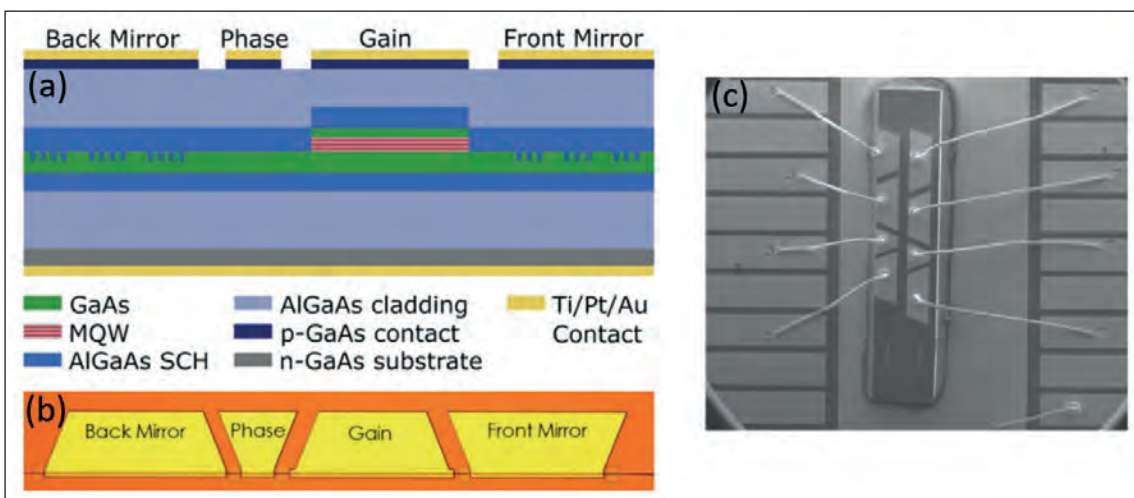 Back Mirror Phase Gain Front Mirror
(a)
(c)
GaAs AlGaAs cladding Ti/Pt/Au
MQW p-GaAs contact Contact
AlGaAs SCH n-GaAs substrate
(b)
Back Mirror Phase Gain Front Mirror